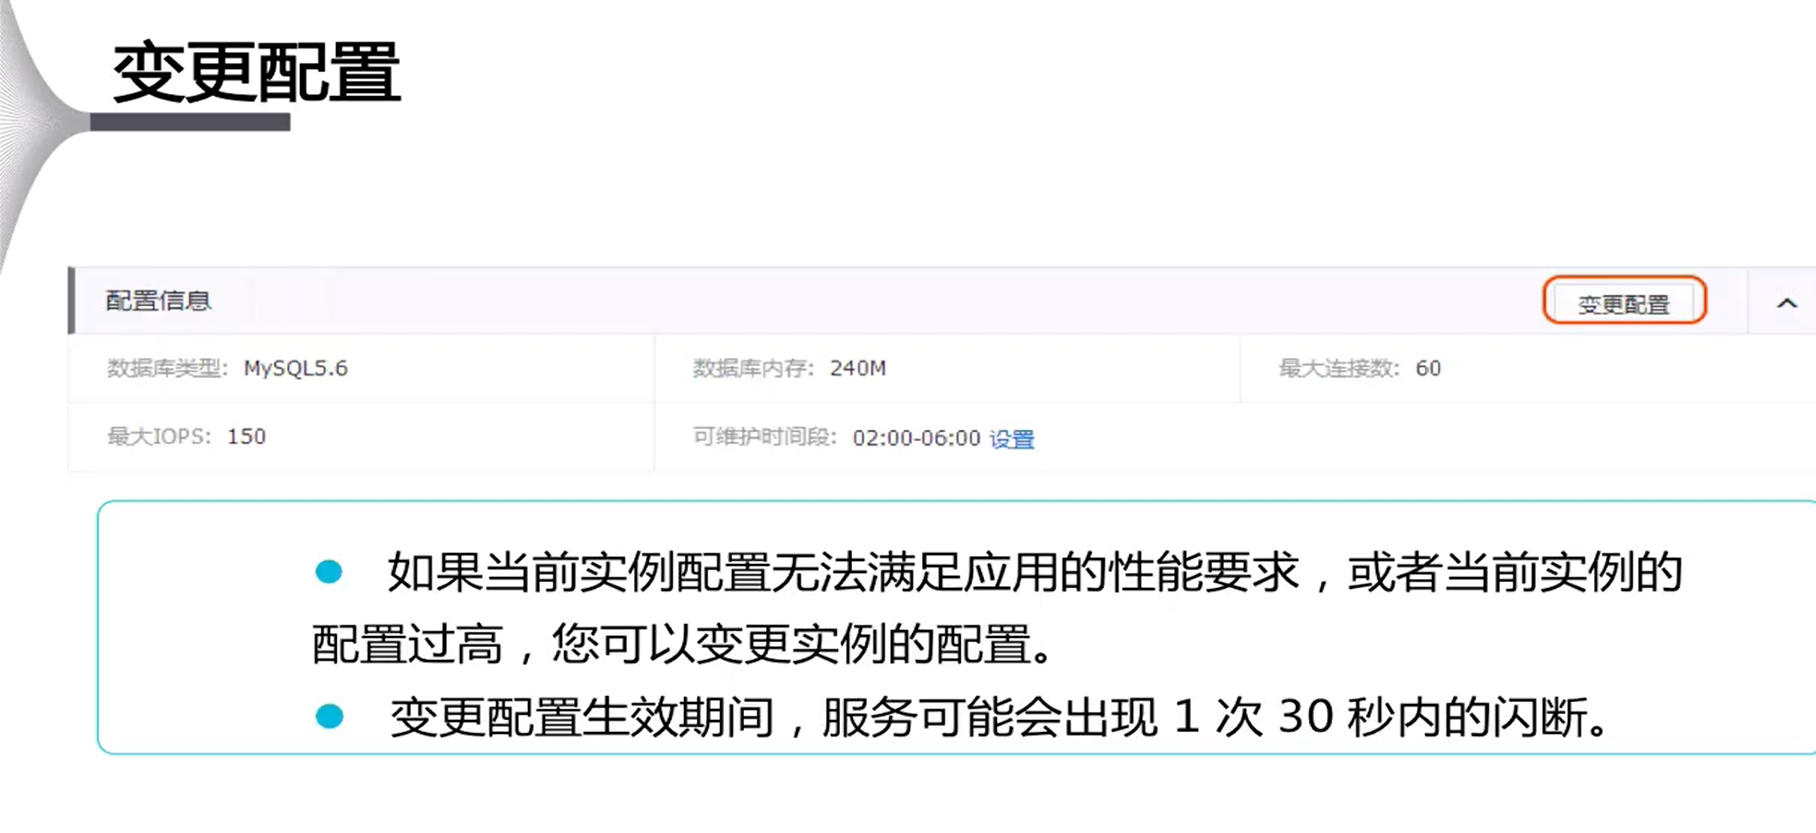 变更配置
配置信息 变更配置
数据库类型: MySQL5.6 数据库内存: 240M 最大连接数: 60
最大IOPS: 150 可维护时间段: 02:00-06:00 设置
● 如果当前实例配置无法满足应用的性能要求，或者当前实例的
配置过高，您可以变更实例的配置。
● 变更配置生效期间，服务可能会出现 1 次 30 秒内的闪断。